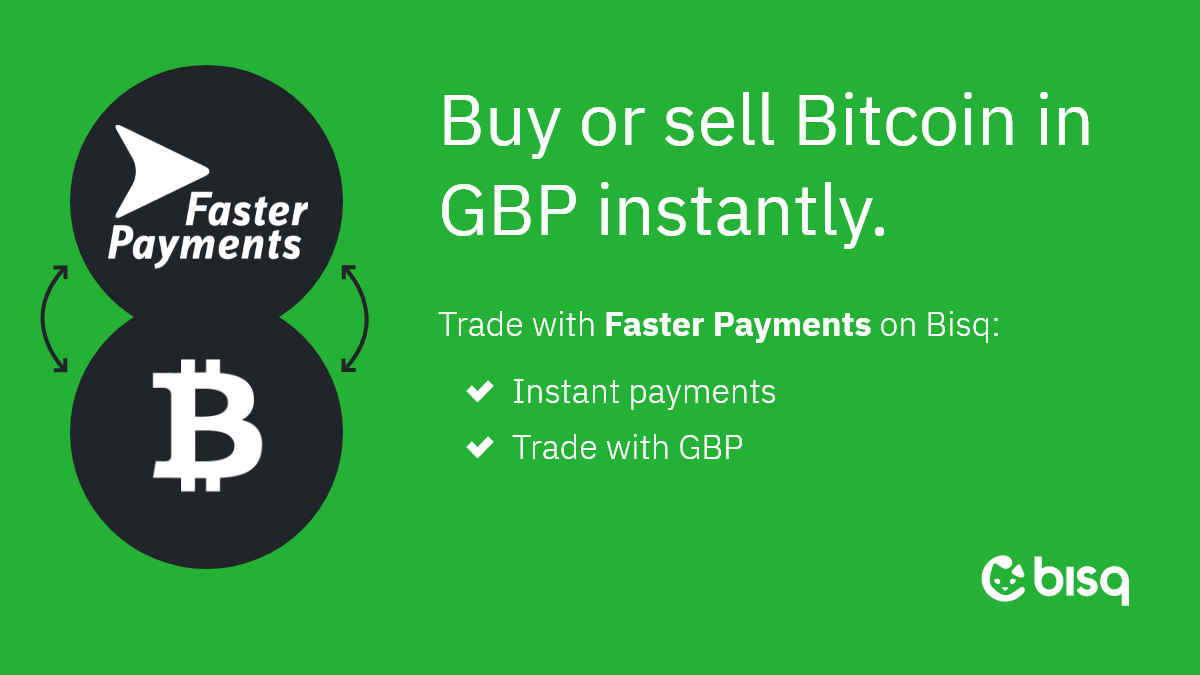 Faster
Payments
Buy or sell Bitcoin in
GBP instantly.
Trade with Faster Payments on Bisq:
Instant payments
Trade with GBP
bisq